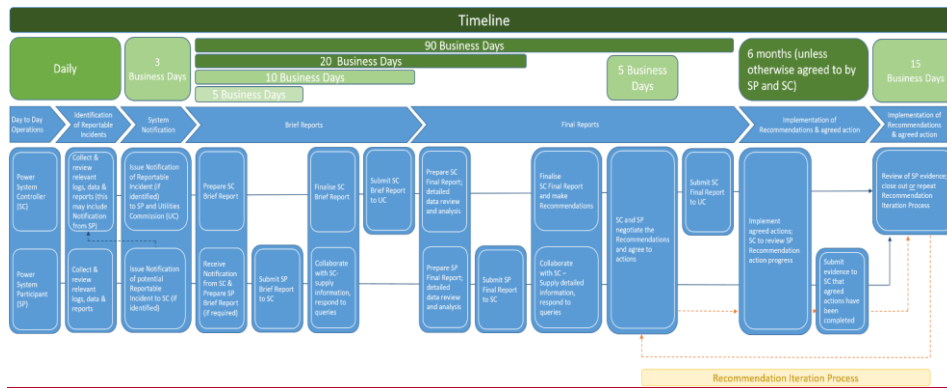 Timeline
Daily
3
Business Days
90 Business Days
20 Business Days
10 Business Days
5 Business Days
5 Business
Days
6 months (unless
otherwise agreed to by
SP and SC)
15
Business Days
Day to Day
Operations
Identification
of Reportable
Incidents
System
Notification
Brief Reports
Final Reports
Implementation of
Recommendations & agreed action
Implementation of
Recommendations
& agreed action
Power
System
Controller
(SC)
Collect &
review
relevant
logs, data &
reports (this
may include
Notification
from SP)
Issue Notification
of Reportable
Incident (if
identified)
to SP and Utilities
Commission (UC)
Prepare SC
Brief Report
Finalise SC
Brief Report
Submit SC
Brief Report
to UC
Prepare SC
Final Report;
detailed
data review
and analysis
Finalise
SC Final Report
and make
Recommendations
SC and SP
negotiate the
Recommendations
and agree to
actions
Submit SC
Final Report
to UC
Implement
agreed actions;
SC to review SP
Recommendation
action progress
Review of SP evidence;
close out or repeat
Recommendation
Iteration Process
Power
System
Participant
(SP)
Collect &
review
relevant
logs, data &
reports
Issue Notification
of potential
Reportable
Incident to SC (if
identified)
Receive
Notification
from SC &
Prepare SP
Brief Report
(if required)
Submit SP
Brief Report
to SC
Collaborate
with SC-
supply
information,
respond to
queries
Prepare SP
Final Report;
detailed
data review
and analysis
Submit SP
Final Report
to SC
Collaborate
with SC –
Supply detailed
information,
respond to
queries
Submit
evidence to
SC that
agreed
actions have
been
completed
Recommendation Iteration Process